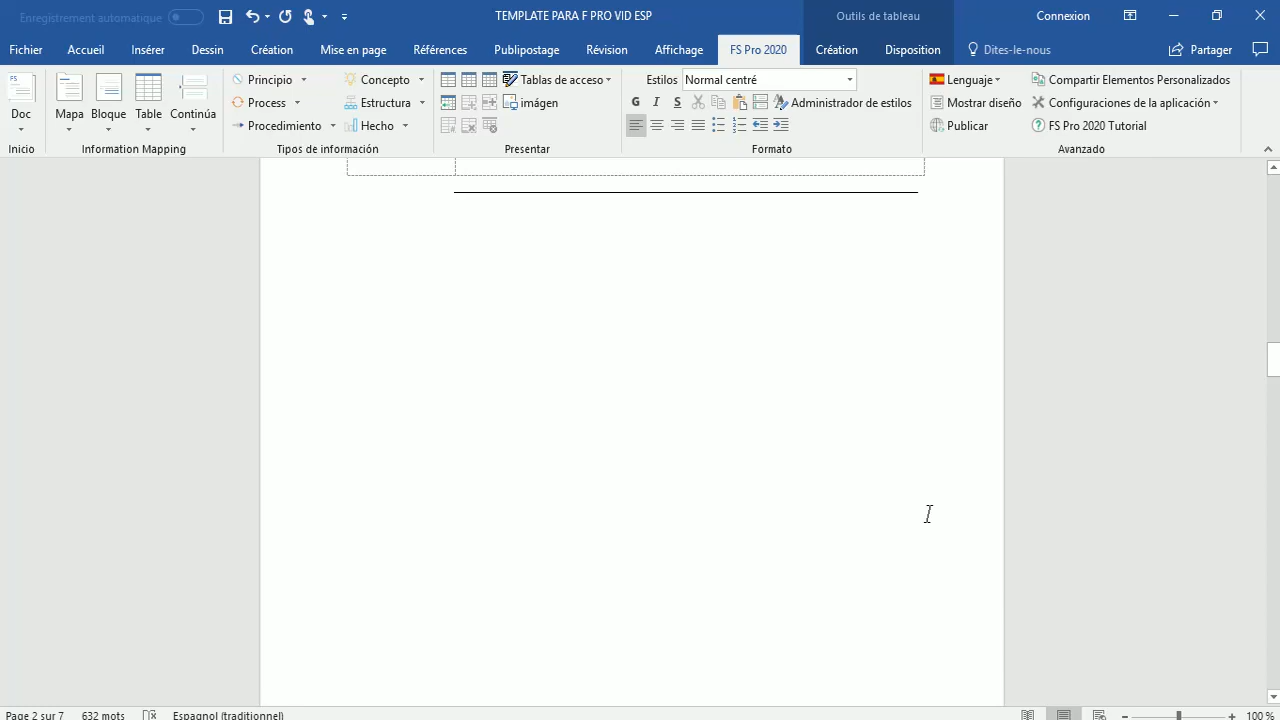 Enregistrement automatique
TEMPLATE PARA F PRO VID ESP
Outils de tableau
Connexion
Fichier Accueil Insérer Dessin Création Mise en page Références Publipostage Révision Affichage FS Pro 2020 Création Disposition Dites-le-nous Partager
FS
Principio Concepto Tablas de acceso Estilos Normal centré Lenguaje Compartir Elementos Personalizados
Process Estructura imágen G I S Administrador de estilos Mostrar diseño Configuraciones de la aplicación
Doc Mapa Bloque Table Continúa
Procedimiento Hecho Publicar FS Pro 2020 Tutorial
Inicio Information Mapping Tipos de información Presentar Formato Avanzado
Page 2 sur 7 632 mots Espagnol (traditionnel) 100 %